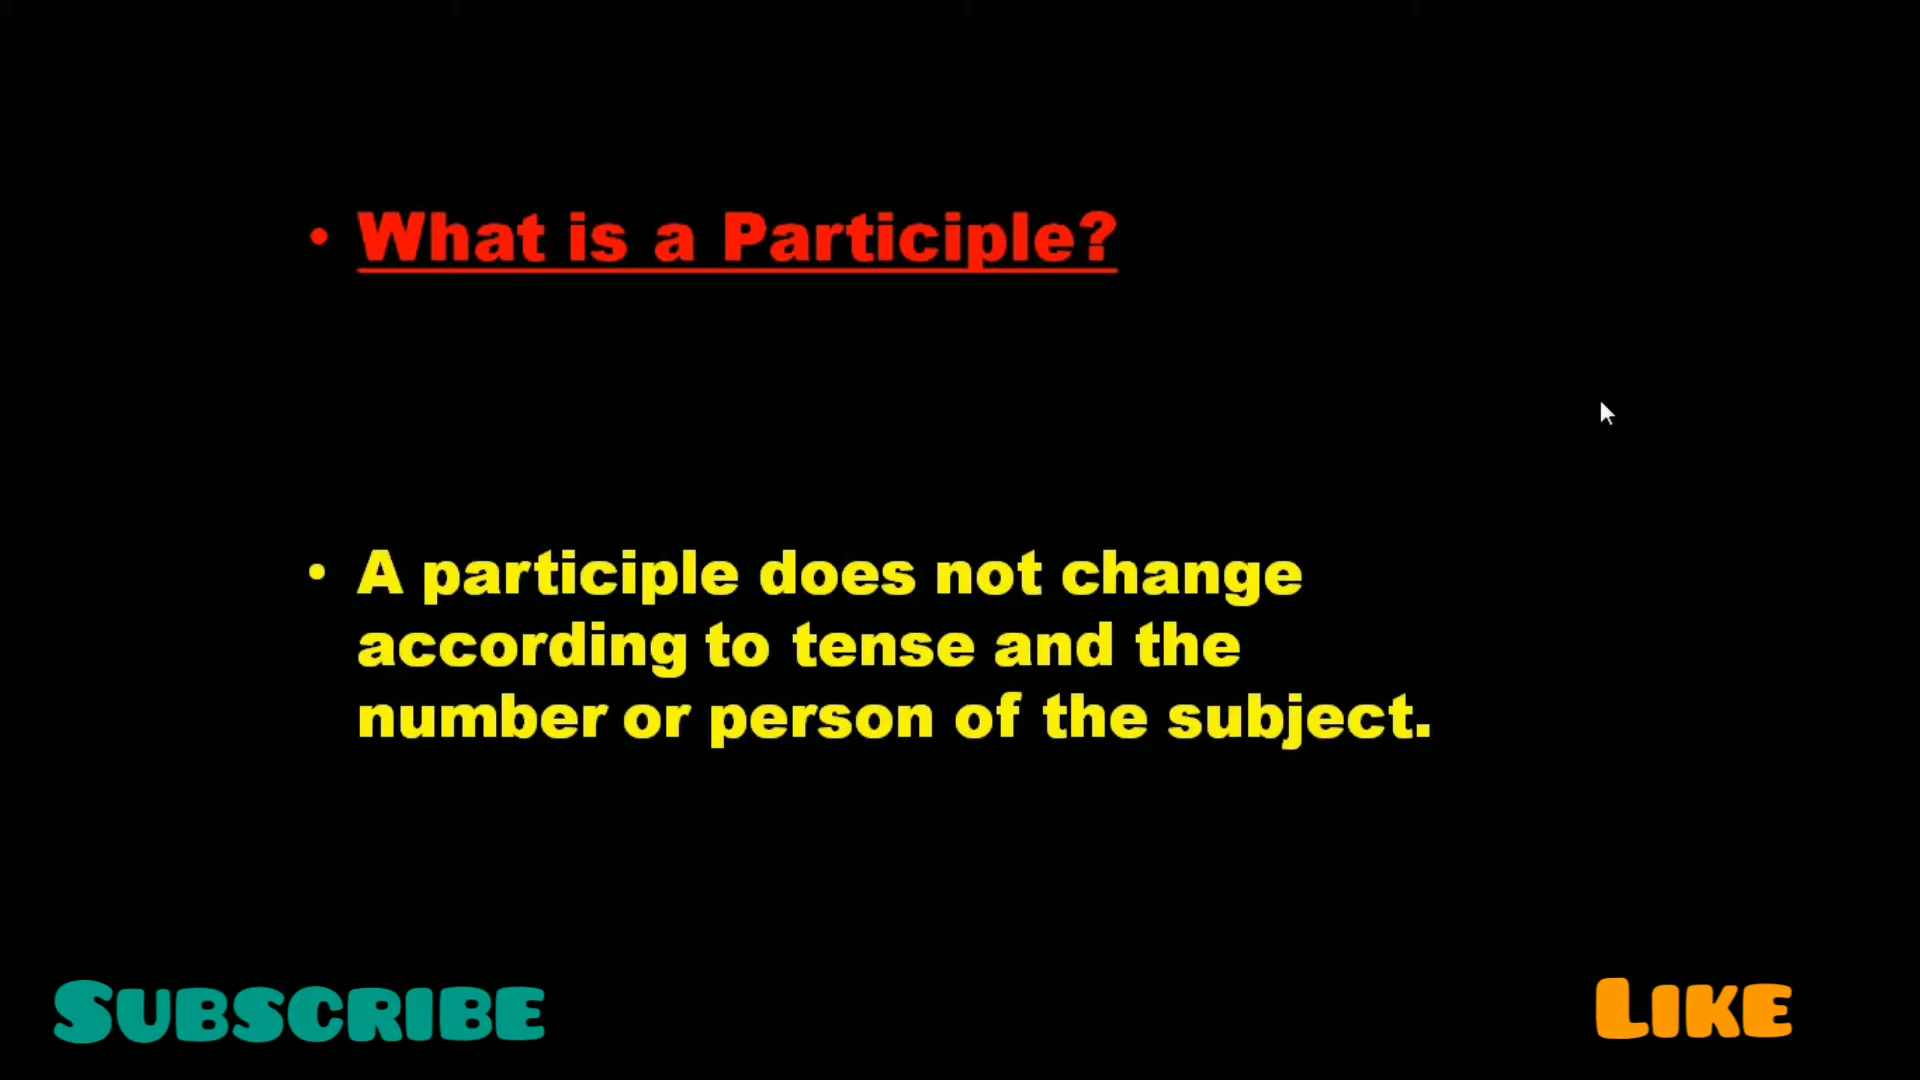 • What is a Participle?
• A participle does not change
according to tense and the
number or person of the subject.
SUBSCRIBE
LIKE